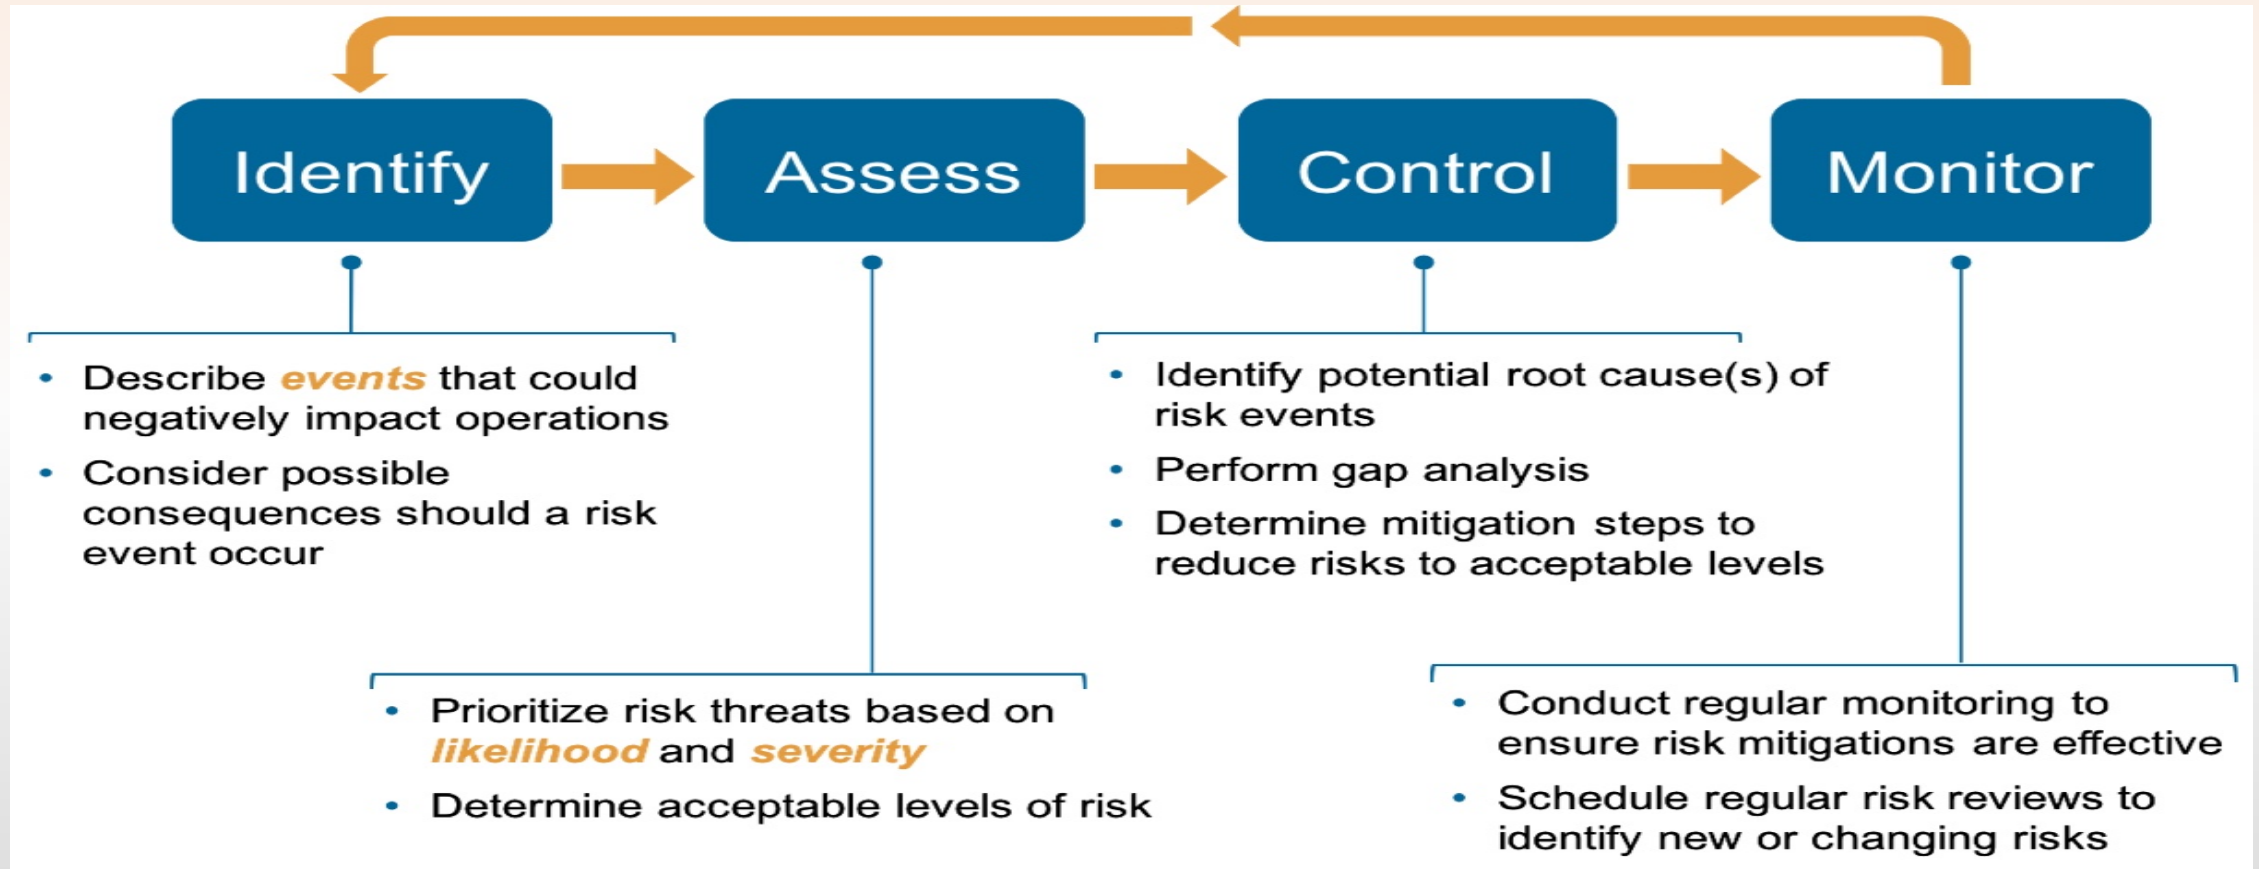 Identify
Assess
Control
Monitor
• Describe events that could
negatively impact operations
• Consider possible
consequences should a risk
event occur
• Prioritize risk threats based on
likelihood and severity
• Determine acceptable levels of risk
• Identify potential root cause(s) of
risk events
• Perform gap analysis
• Determine mitigation steps to
reduce risks to acceptable levels
• Conduct regular monitoring to
ensure risk mitigations are effective
• Schedule regular risk reviews to
identify new or changing risks